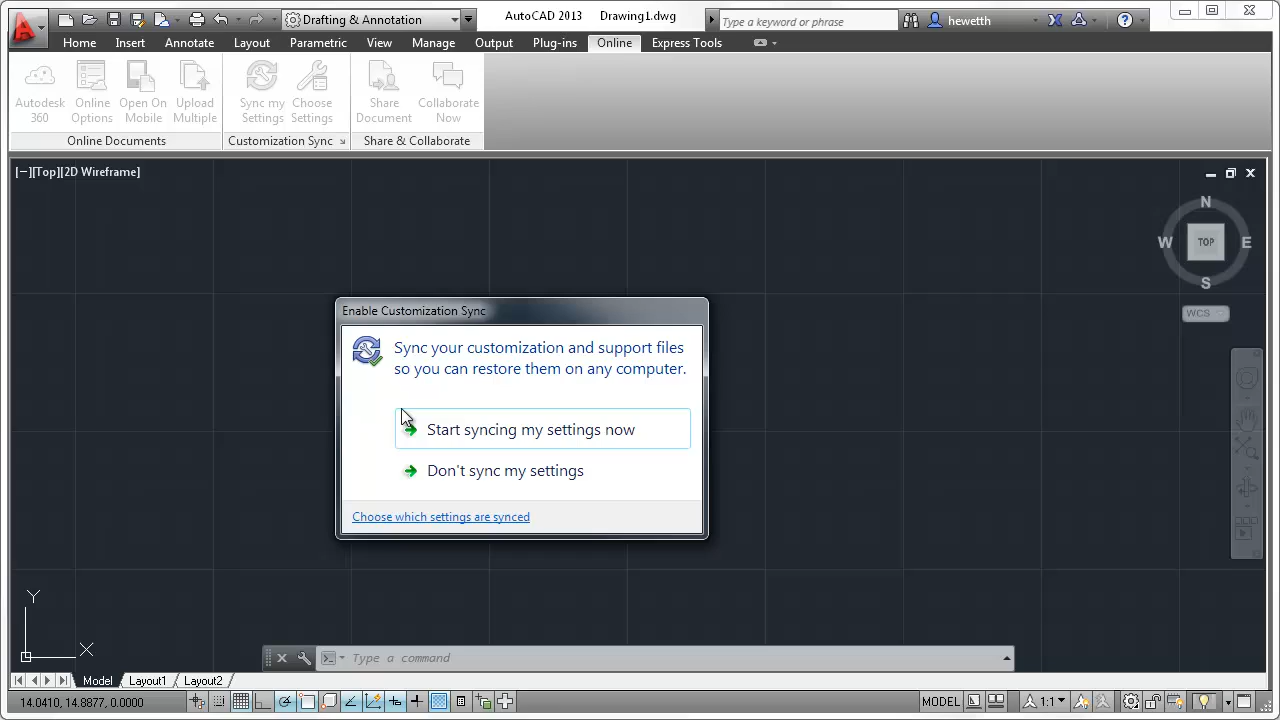 Drafting & Annotation
AutoCAD 2013 Drawing1.dwg
Type a keyword or phrase
hewetth
Home Insert Annotate Layout Parametric View Manage Output Plug-ins Online Express Tools
Autodesk 360
Online Options
Open On Mobile
Upload Multiple
Sync my Settings
Choose Settings
Share Document
Collaborate Now
Online Documents
Customization Sync
Share & Collaborate
[−][Top][2D Wireframe]
N
W TOP E
S
WCS
Enable Customization Sync
Sync your customization and support files
so you can restore them on any computer.
Start syncing my settings now
Don't sync my settings
Choose which settings are synced
Y
X
Type a command
Model Layout1 Layout2
14.0410, 14.8877, 0.0000
MODEL
1:1